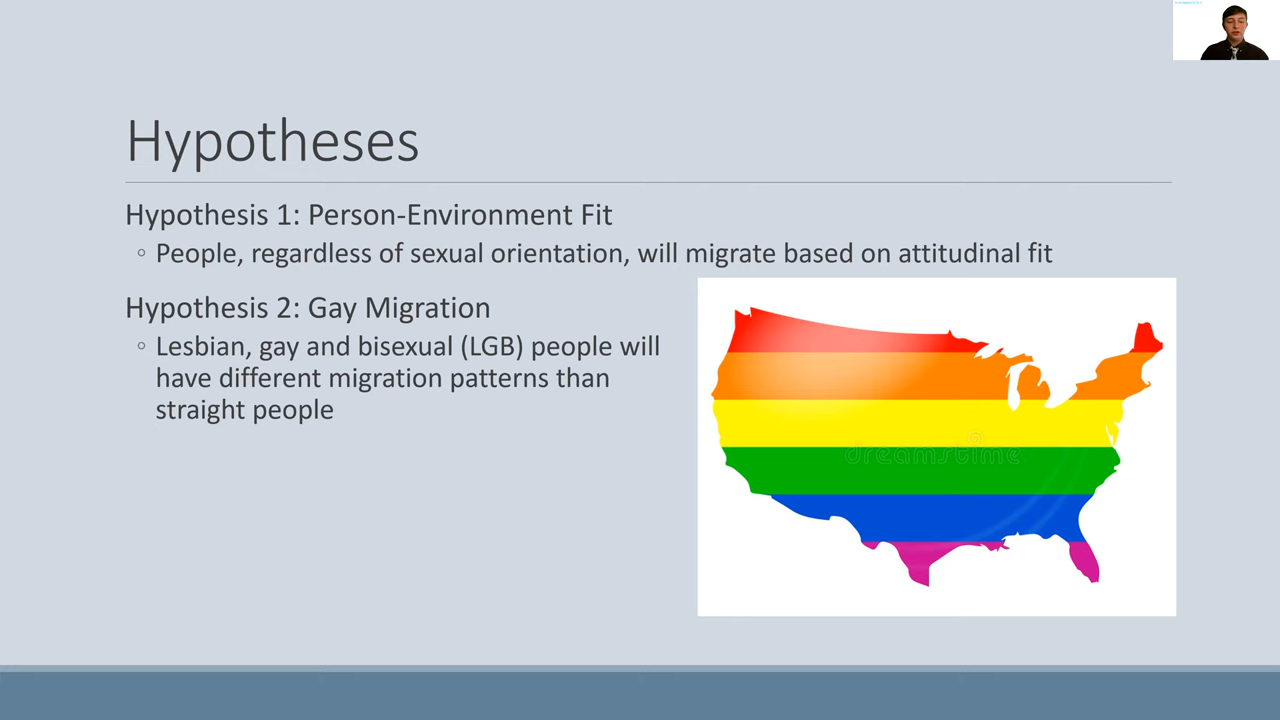 Hypotheses
Hypothesis 1: Person-Environment Fit
◦ People, regardless of sexual orientation, will migrate based on attitudinal fit
Hypothesis 2: Gay Migration
◦ Lesbian, gay and bisexual (LGB) people will
have different migration patterns than
straight people
dreamstime